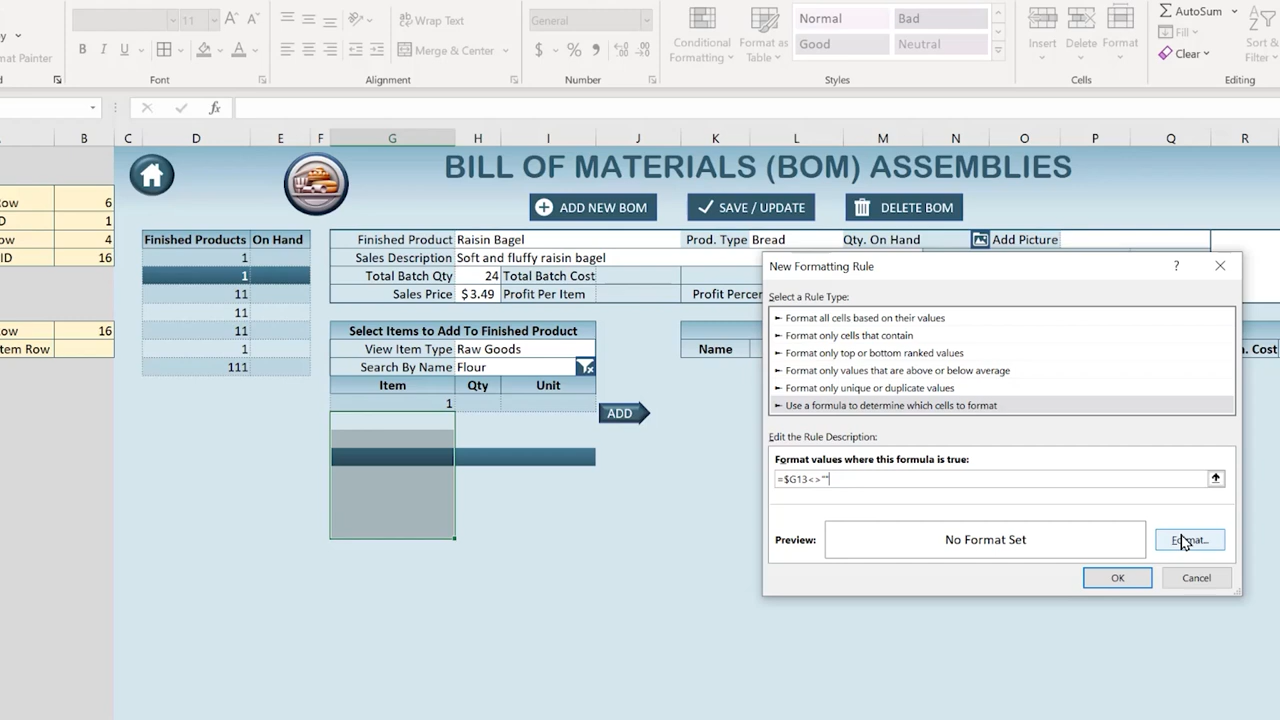 11
Wrap Text
General
Normal
Bad
AutoSum
Format Painter
B I U
Merge & Center
$ % ,
Conditional
Formatting
Format as
Table
Good
Neutral
Insert
Delete
Format
Fill
Clear
Sort &
Filter
Font
Alignment
Number
Styles
Cells
Editing
fx
B C D E F G H I J K L M N O P Q R
BILL OF MATERIALS (BOM) ASSEMBLIES
ADD NEW BOM
SAVE / UPDATE
DELETE BOM
Row 6
D 1
ow 4
ID 16
ow 16
tem Row
Finished Products On Hand
1
1
11
11
11
1
111
Finished Product Raisin Bagel Prod. Type Bread Qty. On Hand Add Picture
Sales Description Soft and fluffy raisin bagel
Total Batch Qty 24 Total Batch Cost
Sales Price $3.49 Profit Per Item Profit Percen
Select Items to Add To Finished Product
View Item Type Raw Goods
Search By Name Flour
Item Qty Unit
1
ADD
Name
. Cost
New Formatting Rule ?
Select a Rule Type:
► Format all cells based on their values
► Format only cells that contain
► Format only top or bottom ranked values
► Format only values that are above or below average
► Format only unique or duplicate values
► Use a formula to determine which cells to format
Edit the Rule Description:
Format values where this formula is true:
=$G13<>""
Preview:
No Format Set
Format...
OK
Cancel